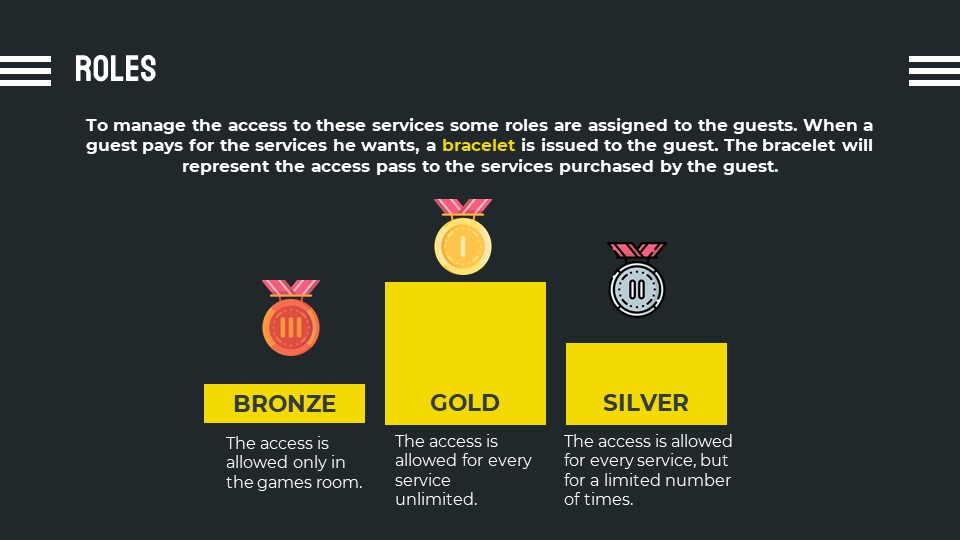 ROLES
To manage the access to these services some roles are assigned to the guests. When a
guest pays for the services he wants, a bracelet is issued to the guest. The bracelet will
represent the access pass to the services purchased by the guest.
I
II
III
BRONZE
GOLD
SILVER
The access is
allowed only in
the games room.
The access is
allowed for every
service
unlimited.
The access is allowed
for every service, but
for a limited number
of times.